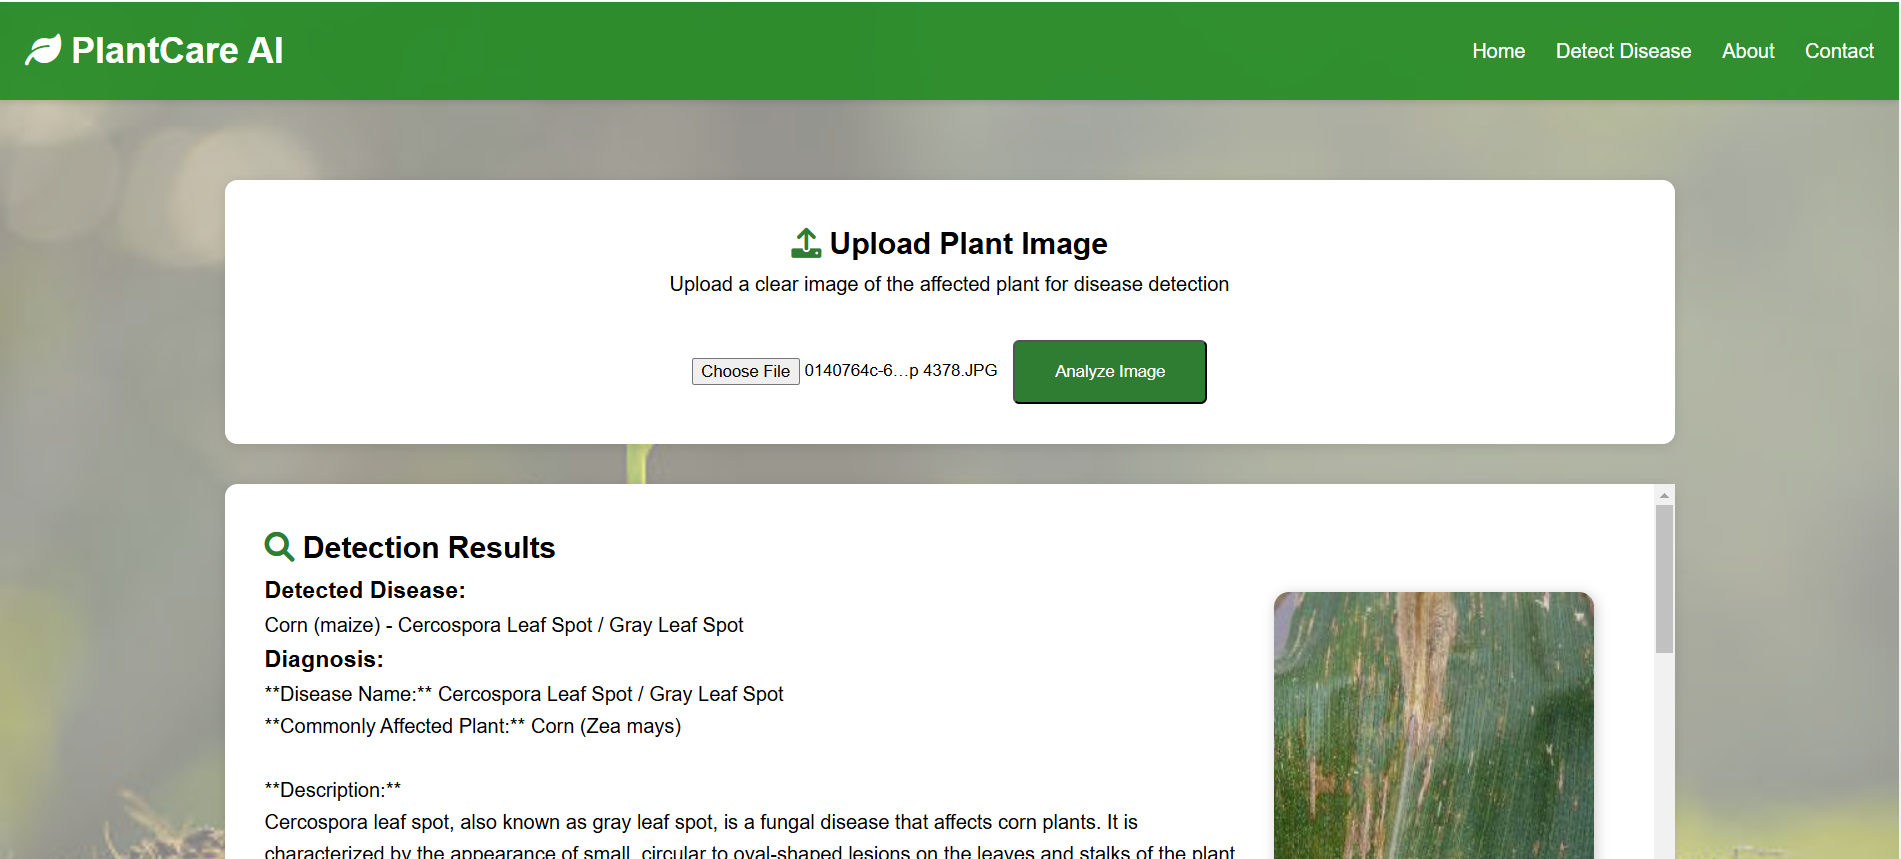 PlantCare AI
Home
Detect Disease
About
Contact
Upload Plant Image
Upload a clear image of the affected plant for disease detection
Choose File 0140764c-6…p 4378.JPG
Analyze Image
Detection Results
Detected Disease:
Corn (maize) - Cercospora Leaf Spot / Gray Leaf Spot
Diagnosis:
**Disease Name:** Cercospora Leaf Spot / Gray Leaf Spot
**Commonly Affected Plant:** Corn (Zea mays)
**Description:**
Cercospora leaf spot, also known as gray leaf spot, is a fungal disease that affects corn plants. It is
characterized by the appearance of small, circular to oval-shaped lesions on the leaves and stalks of the plant